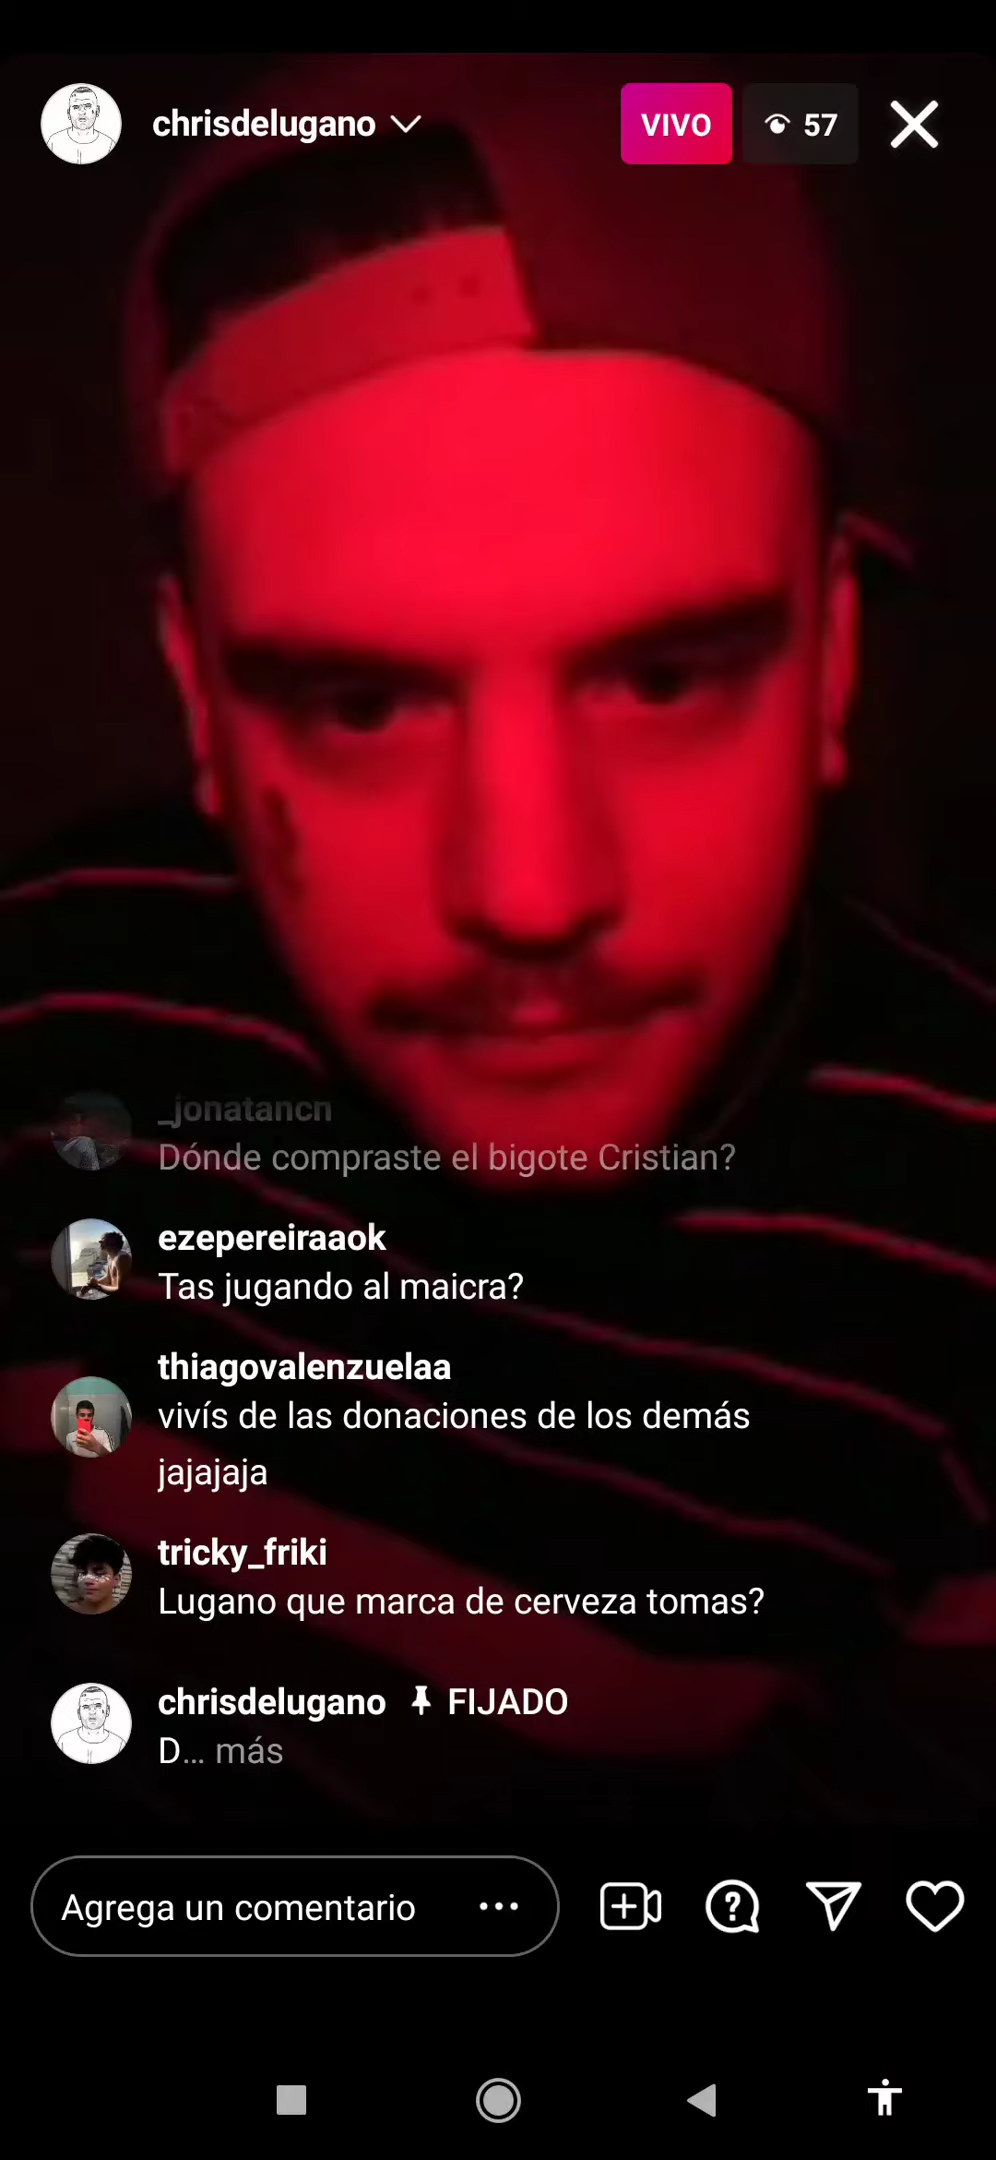 chrisdelugano
VIVO
57
_jonatancn
Dónde compraste el bigote Cristian?
ezepereiraaok
Tas jugando al maicra?
thiagovalenzuelaa
vivís de las donaciones de los demás
jajajaja
tricky_friki
Lugano que marca de cerveza tomas?
chrisdelugano FIJADO
D... más
Agrega un comentario